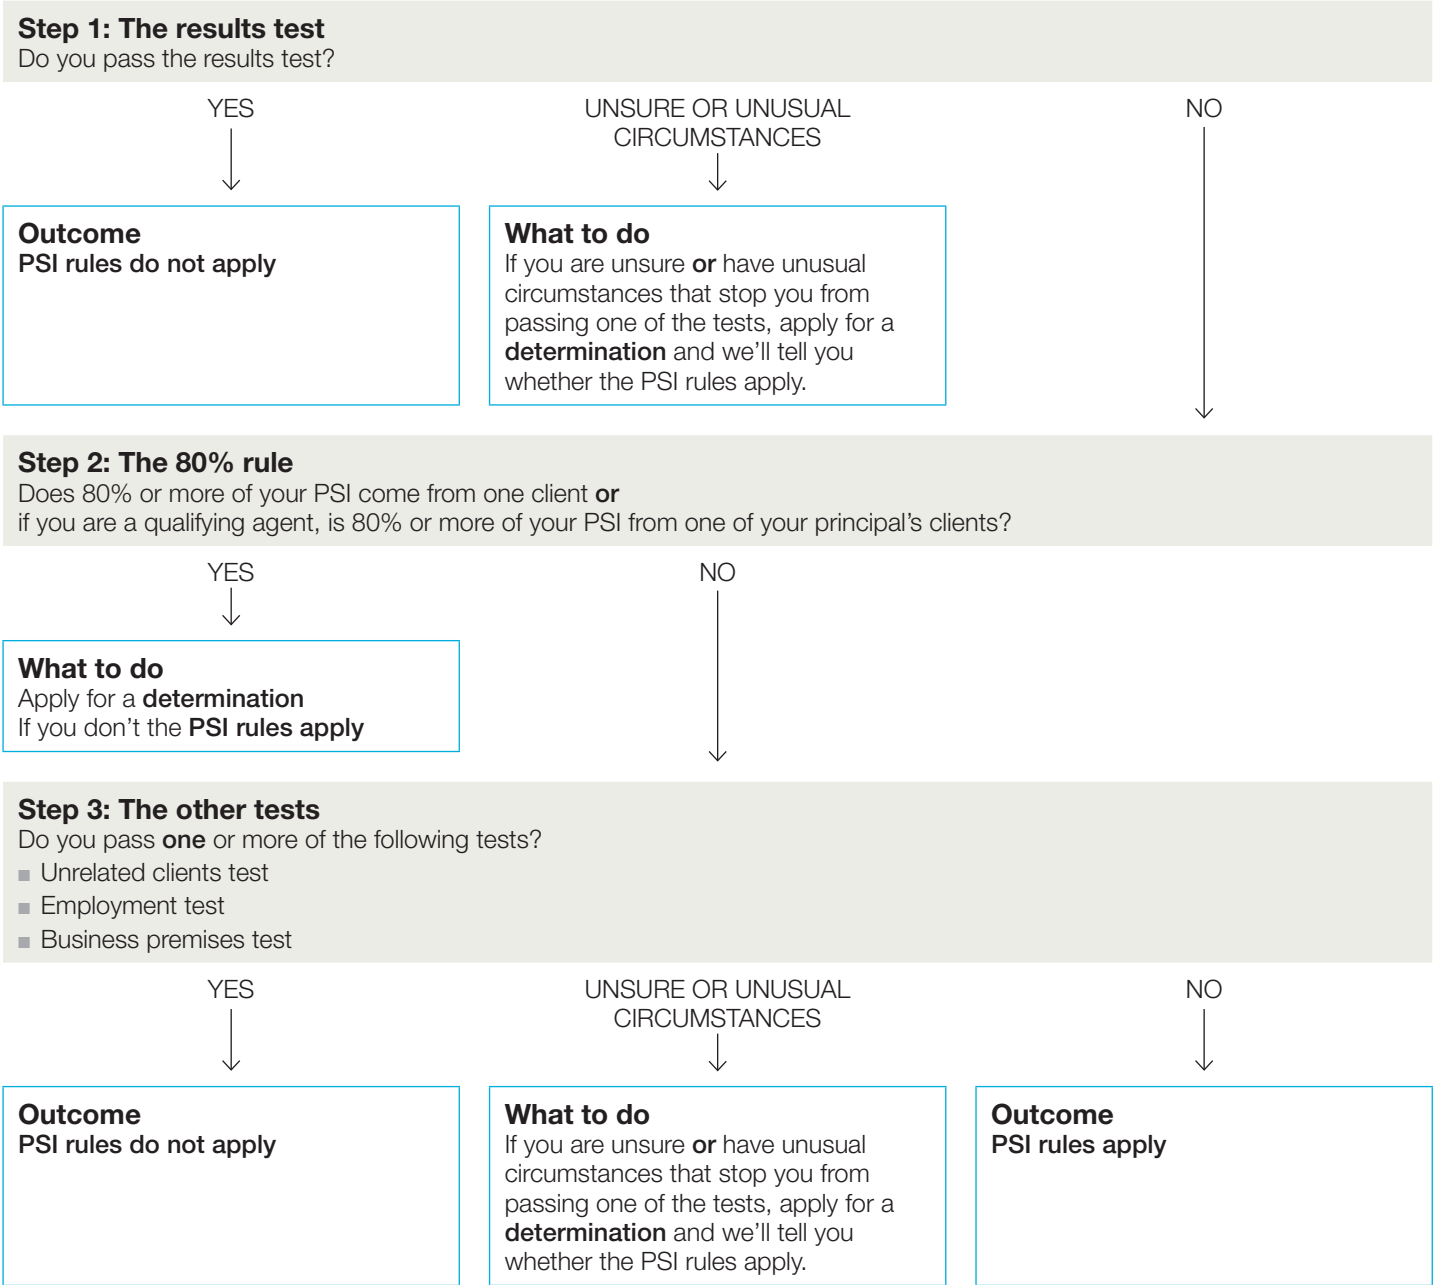 Step 1: The results test
Do you pass the results test?
YES
UNSURE OR UNUSUAL
CIRCUMSTANCES
NO
Outcome
PSI rules do not apply
What to do
If you are unsure or have unusual
circumstances that stop you from
passing one of the tests, apply for a
determination and we’ll tell you
whether the PSI rules apply.
Step 2: The 80% rule
Does 80% or more of your PSI come from one client or
if you are a qualifying agent, is 80% or more of your PSI from one of your principal’s clients?
YES
NO
What to do
Apply for a determination
If you don’t the PSI rules apply
Step 3: The other tests
Do you pass one or more of the following tests?
■ Unrelated clients test
■ Employment test
■ Business premises test
YES
UNSURE OR UNUSUAL
CIRCUMSTANCES
NO
Outcome
PSI rules do not apply
What to do
If you are unsure or have unusual
circumstances that stop you from
passing one of the tests, apply for a
determination and we’ll tell you
whether the PSI rules apply.
Outcome
PSI rules apply